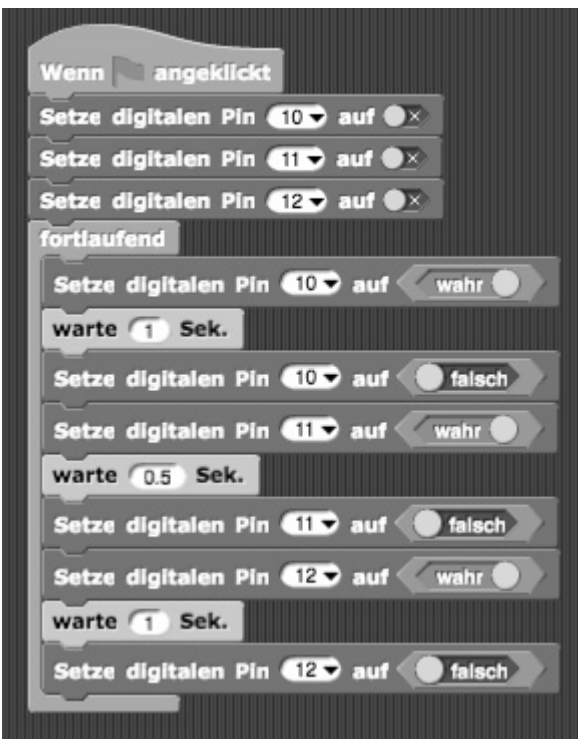 Wenn angeklickt
Setze digitalen Pin 10 auf
Setze digitalen Pin 11 auf
Setze digitalen Pin 12 auf
fortlaufend
Setze digitalen Pin 10 auf wahr
warte 1 Sek.
Setze digitalen Pin 10 auf falsch
Setze digitalen Pin 11 auf wahr
warte 0.5 Sek.
Setze digitalen Pin 11 auf falsch
Setze digitalen Pin 12 auf wahr
warte 1 Sek.
Setze digitalen Pin 12 auf falsch